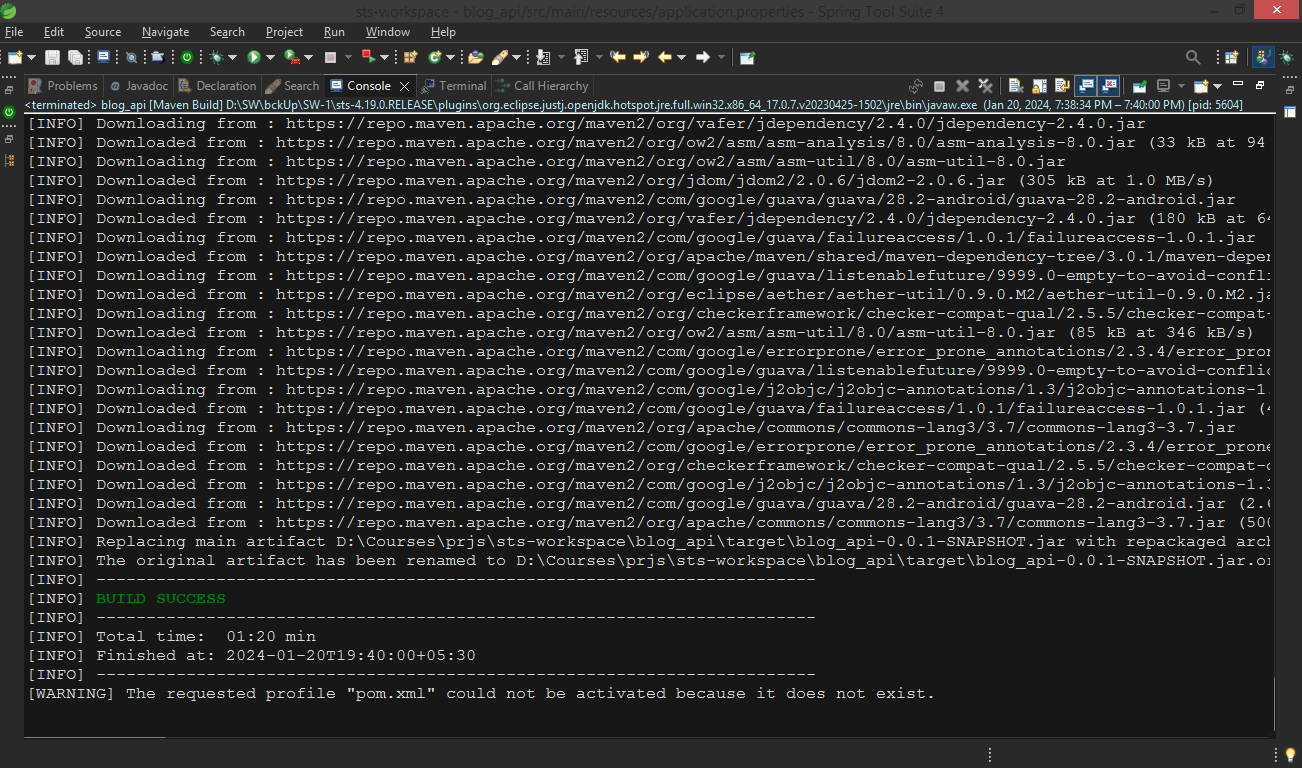 sts-workspace - blog_api/src/main/resources/application.properties - Spring Tool Suite 4
File Edit Source Navigate Search Project Run Window Help
Problems Javadoc Declaration Search Console Terminal Call Hierarchy
<terminated> blog_api [Maven Build] D:\SW\bckUp\SW-1\sts-4.19.0.RELEASE\plugins\org.eclipse.justj.openjdk.hotspot.jre.full.win32.x86_64_17.0.7.v20230425-1502\jre\bin\javaw.exe (Jan 20, 2024, 7:38:34 PM – 7:40:00 PM) [pid: 5604]
[INFO] Downloading from : https://repo.maven.apache.org/maven2/org/vafer/jdependency/2.4.0/jdependency-2.4.0.jar
[INFO] Downloaded from : https://repo.maven.apache.org/maven2/org/ow2/asm/asm-analysis/8.0/asm-analysis-8.0.jar (33 kB at 94
[INFO] Downloading from : https://repo.maven.apache.org/maven2/org/ow2/asm/asm-util/8.0/asm-util-8.0.jar
[INFO] Downloaded from : https://repo.maven.apache.org/maven2/org/jdom/jdom2/2.0.6/jdom2-2.0.6.jar (305 kB at 1.0 MB/s)
[INFO] Downloading from : https://repo.maven.apache.org/maven2/com/google/guava/guava/28.2-android/guava-28.2-android.jar
[INFO] Downloaded from : https://repo.maven.apache.org/maven2/org/vafer/jdependency/2.4.0/jdependency-2.4.0.jar (180 kB at 64
[INFO] Downloading from : https://repo.maven.apache.org/maven2/com/google/guava/failureaccess/1.0.1/failureaccess-1.0.1.jar
[INFO] Downloaded from : https://repo.maven.apache.org/maven2/org/apache/maven/shared/maven-dependency-tree/3.0.1/maven-depen
[INFO] Downloading from : https://repo.maven.apache.org/maven2/com/google/guava/listenablefuture/9999.0-empty-to-avoid-confli
[INFO] Downloaded from : https://repo.maven.apache.org/maven2/org/eclipse/aether/aether-util/0.9.0.M2/aether-util-0.9.0.M2.ja
[INFO] Downloading from : https://repo.maven.apache.org/maven2/org/checkerframework/checker-compat-qual/2.5.5/checker-compat-
[INFO] Downloaded from : https://repo.maven.apache.org/maven2/org/ow2/asm/asm-util/8.0/asm-util-8.0.jar (85 kB at 346 kB/s)
[INFO] Downloading from : https://repo.maven.apache.org/maven2/com/google/errorprone/error_prone_annotations/2.3.4/error_pron
[INFO] Downloaded from : https://repo.maven.apache.org/maven2/com/google/guava/listenablefuture/9999.0-empty-to-avoid-conflic
[INFO] Downloading from : https://repo.maven.apache.org/maven2/com/google/j2objc/j2objc-annotations/1.3/j2objc-annotations-1.
[INFO] Downloaded from : https://repo.maven.apache.org/maven2/com/google/guava/failureaccess/1.0.1/failureaccess-1.0.1.jar (4
[INFO] Downloading from : https://repo.maven.apache.org/maven2/org/apache/commons/commons-lang3/3.7/commons-lang3-3.7.jar
[INFO] Downloaded from : https://repo.maven.apache.org/maven2/com/google/errorprone/error_prone_annotations/2.3.4/error_prone
[INFO] Downloaded from : https://repo.maven.apache.org/maven2/org/checkerframework/checker-compat-qual/2.5.5/checker-compat-q
[INFO] Downloaded from : https://repo.maven.apache.org/maven2/com/google/j2objc/j2objc-annotations/1.3/j2objc-annotations-1.3
[INFO] Downloaded from : https://repo.maven.apache.org/maven2/com/google/guava/guava/28.2-android/guava-28.2-android.jar (2.6
[INFO] Downloaded from : https://repo.maven.apache.org/maven2/org/apache/commons/commons-lang3/3.7/commons-lang3-3.7.jar (500
[INFO] Replacing main artifact D:\Courses\prjs\sts-workspace\blog_api\target\blog_api-0.0.1-SNAPSHOT.jar with repackaged arch
[INFO] The original artifact has been renamed to D:\Courses\prjs\sts-workspace\blog_api\target\blog_api-0.0.1-SNAPSHOT.jar.or
[INFO] ------------------------------------------------------------------------
[INFO] BUILD SUCCESS
[INFO] ------------------------------------------------------------------------
[INFO] Total time:  01:20 min
[INFO] Finished at: 2024-01-20T19:40:00+05:30
[INFO] ------------------------------------------------------------------------
[WARNING] The requested profile "pom.xml" could not be activated because it does not exist.